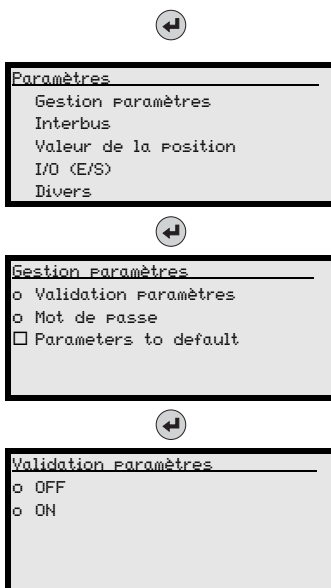 Paramètres
Gestion paramètres
Interbus
Valeur de la position
I/O (E/S)
Divers
Gestion paramètres
o Validation paramètres
o Mot de passe
☐ Parameters to default
Validation paramètres
o OFF
o ON